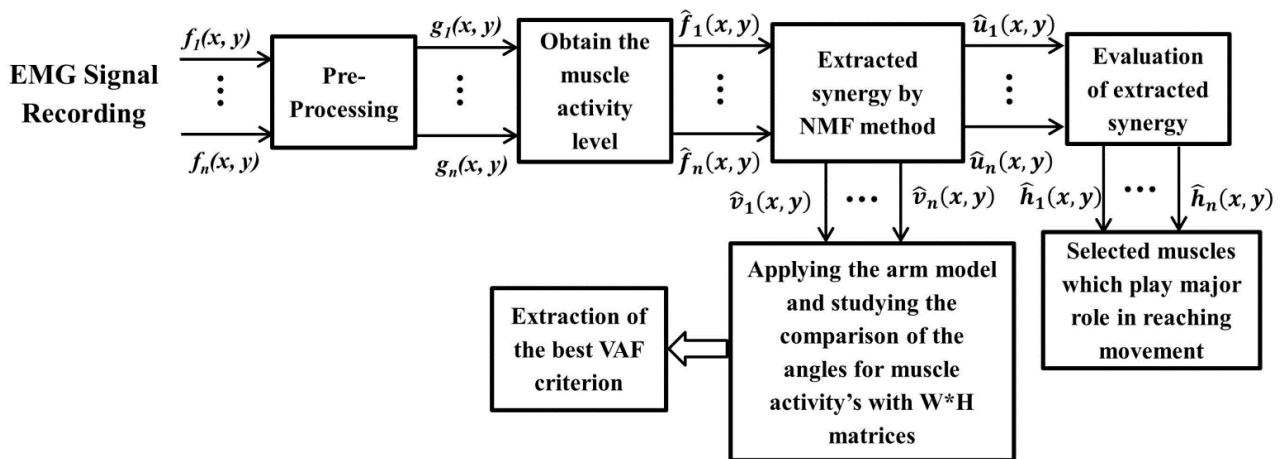 EMG Signal
Recording
f₁(x, y)
⋮
fₙ(x, y)
Pre-
Processing
g₁(x, y)
⋮
gₙ(x, y)
Obtain the
muscle
activity
level
f̂₁(x, y)
⋮
f̂ₙ(x, y)
Extracted
synergy by
NMF method
û₁(x, y)
⋮
ûₙ(x, y)
Evaluation
of extracted
synergy
v̂₁(x, y) ••• v̂ₙ(x, y)
ĥ₁(x, y) ••• ĥₙ(x, y)
Selected muscles
which play major
role in reaching
movement
Applying the arm model
and studying the
comparison of the
angles for muscle
activity’s with W*H
matrices
Extraction of
the best VAF
criterion